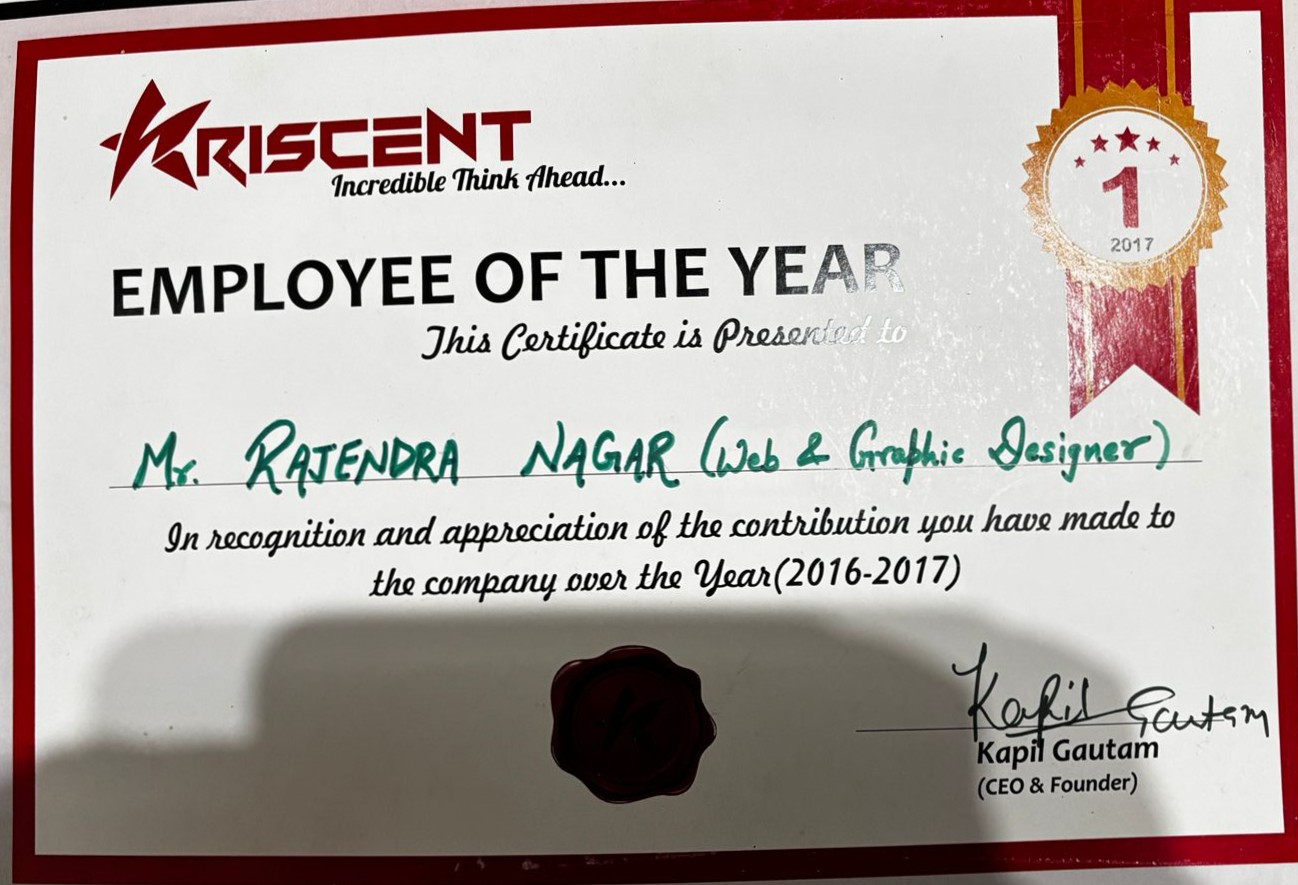 KRISCENT
Incredible Think Ahead...
1
2017
EMPLOYEE OF THE YEAR
This Certificate is Presented to
Mr. RAJENDRA NAGAR (Web & Graphic Designer)
In recognition and appreciation of the contribution you have made to
the company over the Year(2016-2017)
K
Kapil Gautam
Kapil Gautam
(CEO & Founder)